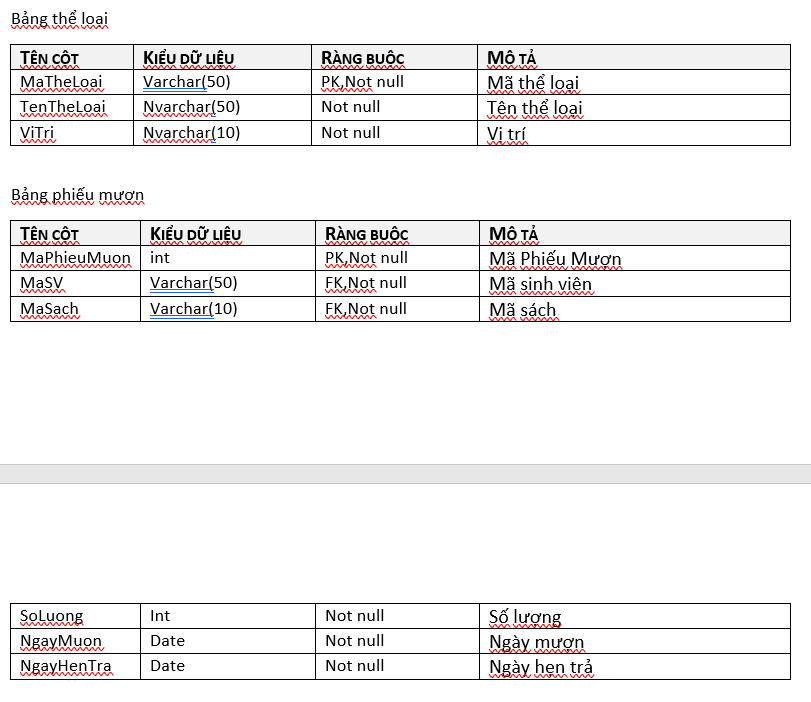 Bảng thể loại
TÊN CỘT KIỂU DỮ LIỆU RÀNG BUỘC MÔ TẢ
MaTheLoai Varchar(50) PK,Not null Mã thể loại
TenTheLoai Nvarchar(50) Not null Tên thể loại
ViTri Nvarchar(10) Not null Vị trí
Bảng phiếu mượn
TÊN CỘT KIỂU DỮ LIỆU RÀNG BUỘC MÔ TẢ
MaPhieuMuon int PK,Not null Mã Phiếu Mượn
MaSV Varchar(50) FK,Not null Mã sinh viên
MaSach Varchar(10) FK,Not null Mã sách
SoLuong Int Not null Số lượng
NgayMuon Date Not null Ngày mượn
NgayHenTra Date Not null Ngày hẹn trả